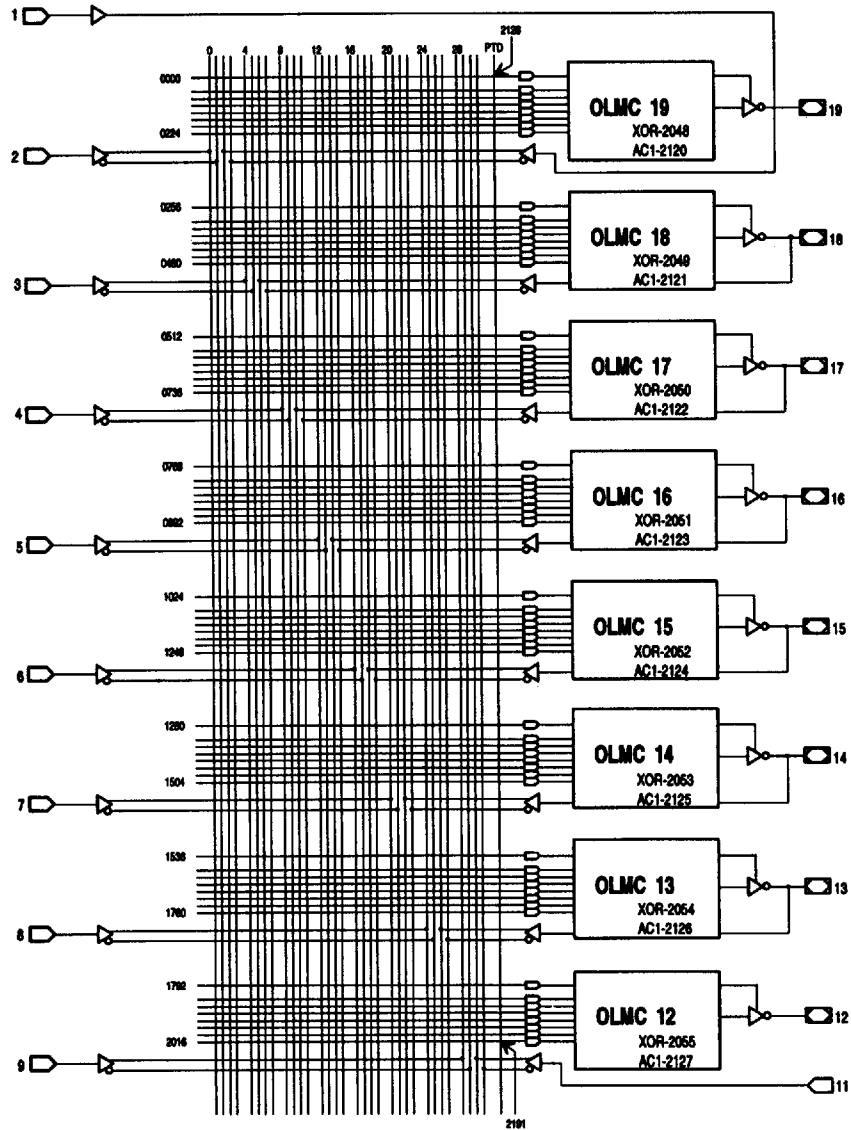 1
0 4 8 12 16 20 24 28 PTD 2128
0000
OLMC 19
XOR-2048
AC1-2120
19
0224
2
0256
OLMC 18
XOR-2049
AC1-2121
18
0480
3
0512
OLMC 17
XOR-2050
AC1-2122
17
0736
4
0768
OLMC 16
XOR-2051
AC1-2123
16
0992
5
1024
OLMC 15
XOR-2052
AC1-2124
15
1248
6
1280
OLMC 14
XOR-2053
AC1-2125
14
1504
7
1536
OLMC 13
XOR-2054
AC1-2126
13
1760
8
1792
OLMC 12
XOR-2055
AC1-2127
12
2016
9
11
2191